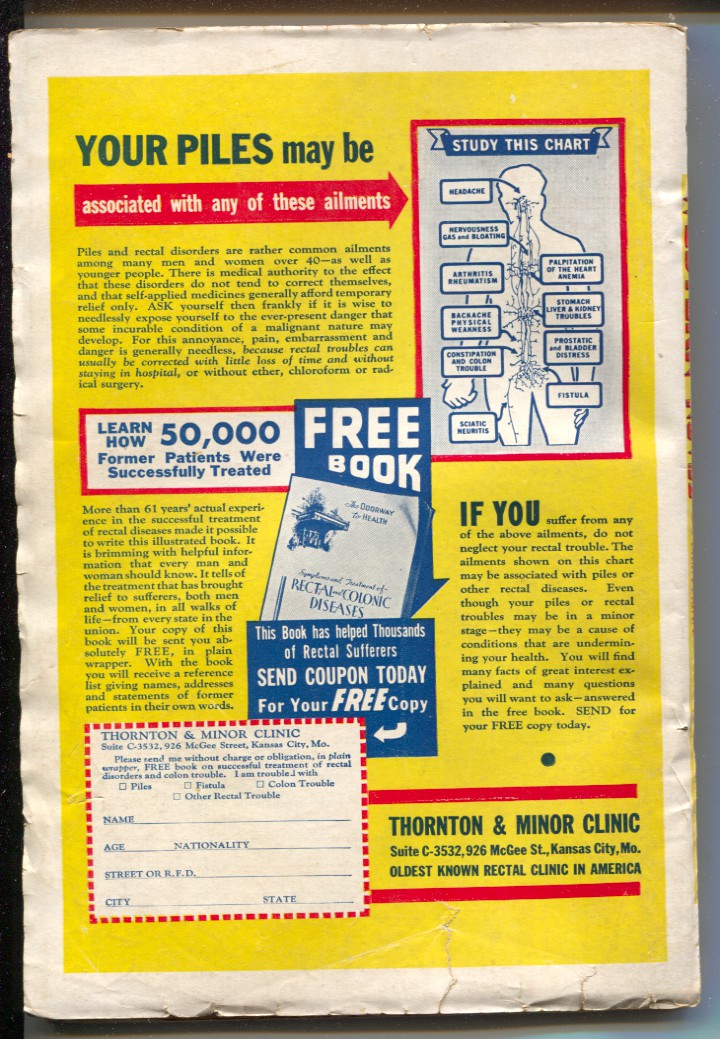 YOUR PILES may be
associated with any of these ailments
Piles and rectal disorders are rather common ailments
among many men and women over 40—as well as
younger people. There is medical authority to the effect
that these disorders do not tend to correct themselves,
and that self-applied medicines generally afford temporary
relief only. ASK yourself then frankly if it is wise to
needlessly expose yourself to the ever-present danger that
some incurable condition of a malignant nature may
develop. For this annoyance, pain, embarrassment and
danger is generally needless, because rectal troubles can
usually be corrected with little loss of time and without
staying in hospital, or without ether, chloroform or rad-
ical surgery.
STUDY THIS CHART
HEADACHE
NERVOUSNESS
GAS and BLOATING
ARTHRITIS
RHEUMATISM
BACKACHE
PHYSICAL
WEAKNESS
CONSTIPATION
AND COLON
TROUBLE
SCIATIC
NEURITIS
PALPITATION
OF THE HEART
ANEMIA
STOMACH
LIVER & KIDNEY
TROUBLES
PROSTATIC
and BLADDER
DISTRESS
FISTULA
LEARN
HOW 50,000
Former Patients Were
Successfully Treated
FREE
BOOK
The DOORWAY
to HEALTH
Symptoms and Treatment of-
RECTAL and COLONIC
DISEASES
More than 61 years' actual experi-
ence in the successful treatment
of rectal diseases made it possible
to write this illustrated book. It
is brimming with helpful infor-
mation that every man and
woman should know. It tells of
the treatment that has brought
relief to sufferers, both men
and women, in all walks of
life—from every state in the
union. Your copy of this
book will be sent you ab-
solutely FREE, in plain
wrapper. With the book
you will receive a reference
list giving names, addresses
and statements of former
patients in their own words.
This Book has helped Thousands
of Rectal Sufferers
SEND COUPON TODAY
For Your FREE Copy
IF YOU suffer from any
of the above ailments, do not
neglect your rectal trouble. The
ailments shown on this chart
may be associated with piles or
other rectal diseases. Even
though your piles or rectal
troubles may be in a minor
stage—they may be a cause of
conditions that are undermin-
ing your health. You will find
many facts of great interest ex-
plained and many questions
you will want to ask—answered
in the free book. SEND for
your FREE copy today.
THORNTON & MINOR CLINIC
Suite C-3532, 926 McGee Street, Kansas City, Mo.
Please send me without charge or obligation, in plain
wrapper, FREE book on successful treatment of rectal
disorders and colon trouble. I am troubled with
☐ Piles ☐ Fistula ☐ Colon Trouble
☐ Other Rectal Trouble
NAME
AGE NATIONALITY
STREET OR R.F.D.
CITY STATE
THORNTON & MINOR CLINIC
Suite C-3532, 926 McGee St., Kansas City, Mo.
OLDEST KNOWN RECTAL CLINIC IN AMERICA